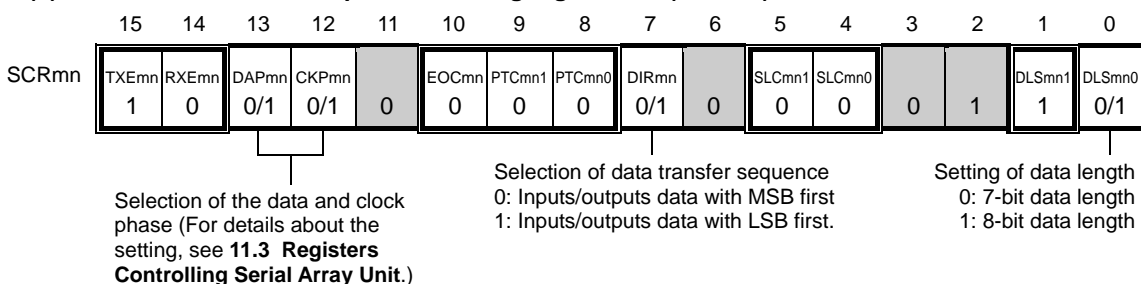 15 14 13 12 11 10 9 8 7 6 5 4 3 2 1 0
SCRmn TXEmn RXEmn DAPmn CKPmn EOCmn PTCmn1 PTCmn0 DIRmn SLCmn1 SLCmn0 DLSmn1 DLSmn0
1 0 0/1 0/1 0 0 0 0 0/1 0 0 0 0 1 1 0/1
Selection of the data and clock
phase (For details about the
setting, see 11.3 Registers
Controlling Serial Array Unit.)
Selection of data transfer sequence
0: Inputs/outputs data with MSB first
1: Inputs/outputs data with LSB first.
Setting of data length
0: 7-bit data length
1: 8-bit data length